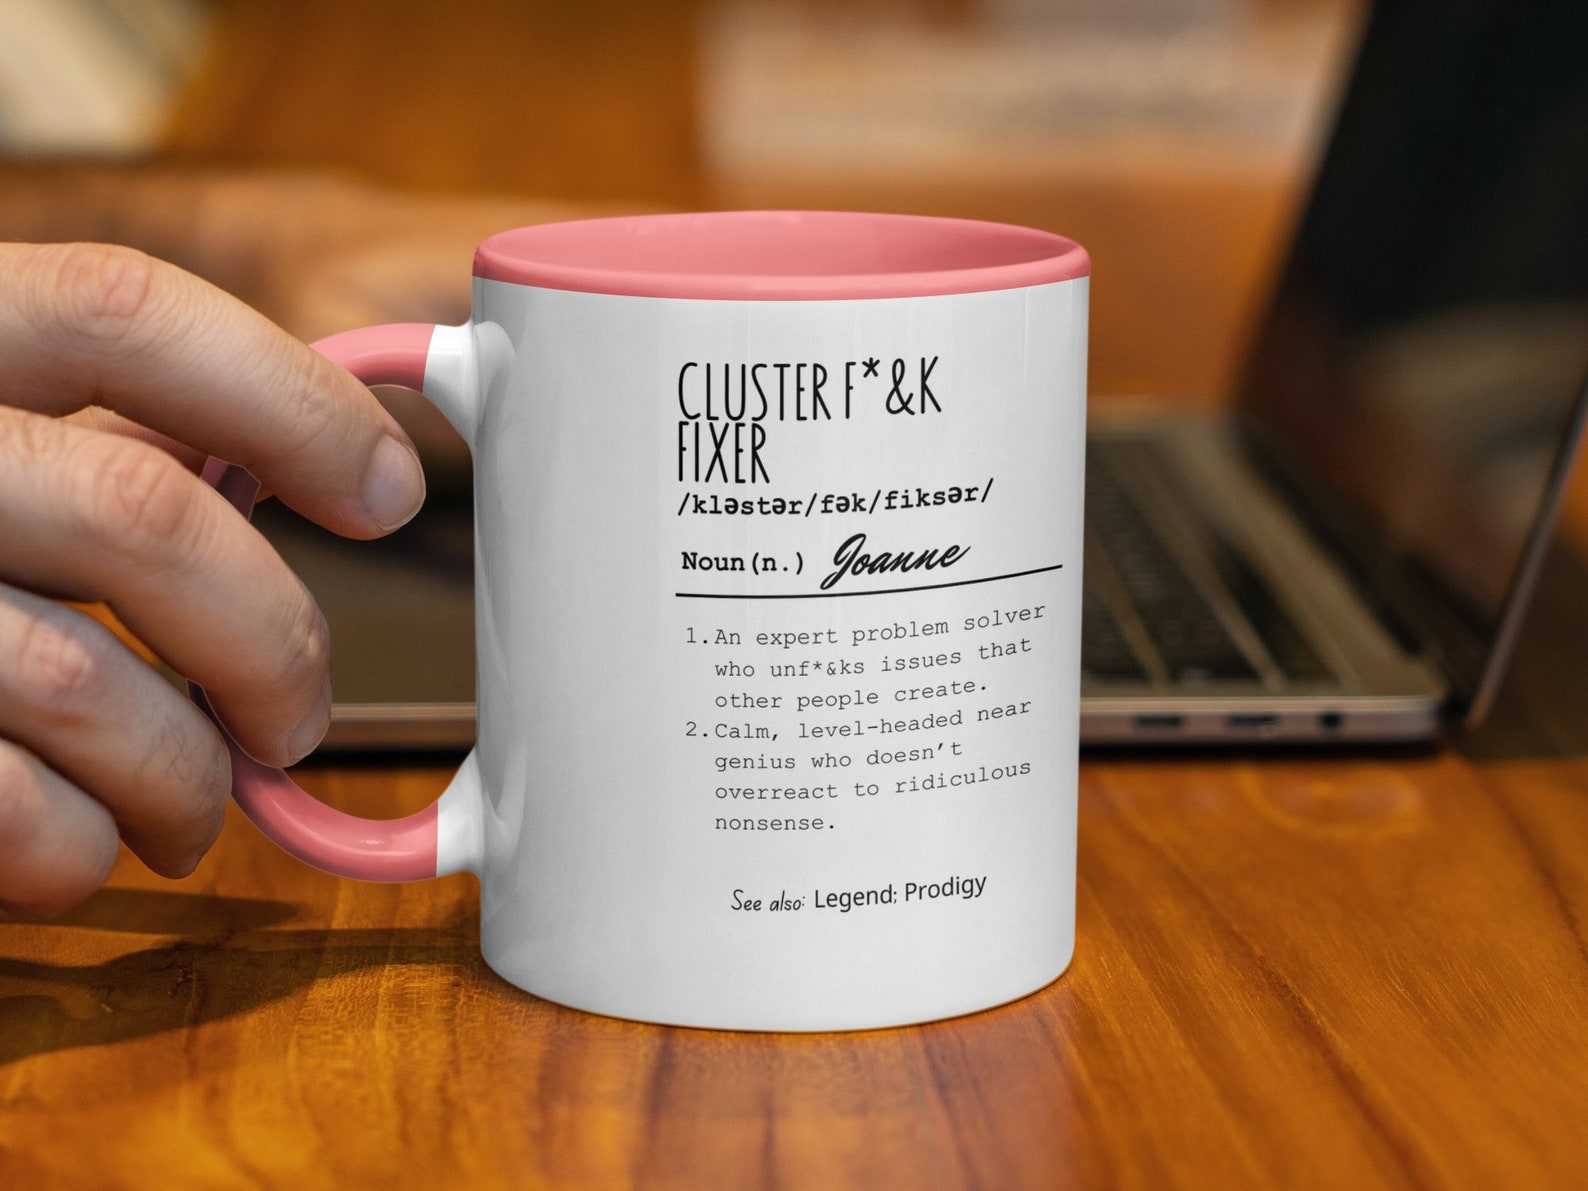 CLUSTER F*&K
FIXER
/kləstər/fək/fiksər/
Noun(n.) Joanne
1. An expert problem solver
who unf*&ks issues that
other people create.
2. Calm, level-headed near
genius who doesn't
overreact to ridiculous
nonsense.
See also: Legend; Prodigy